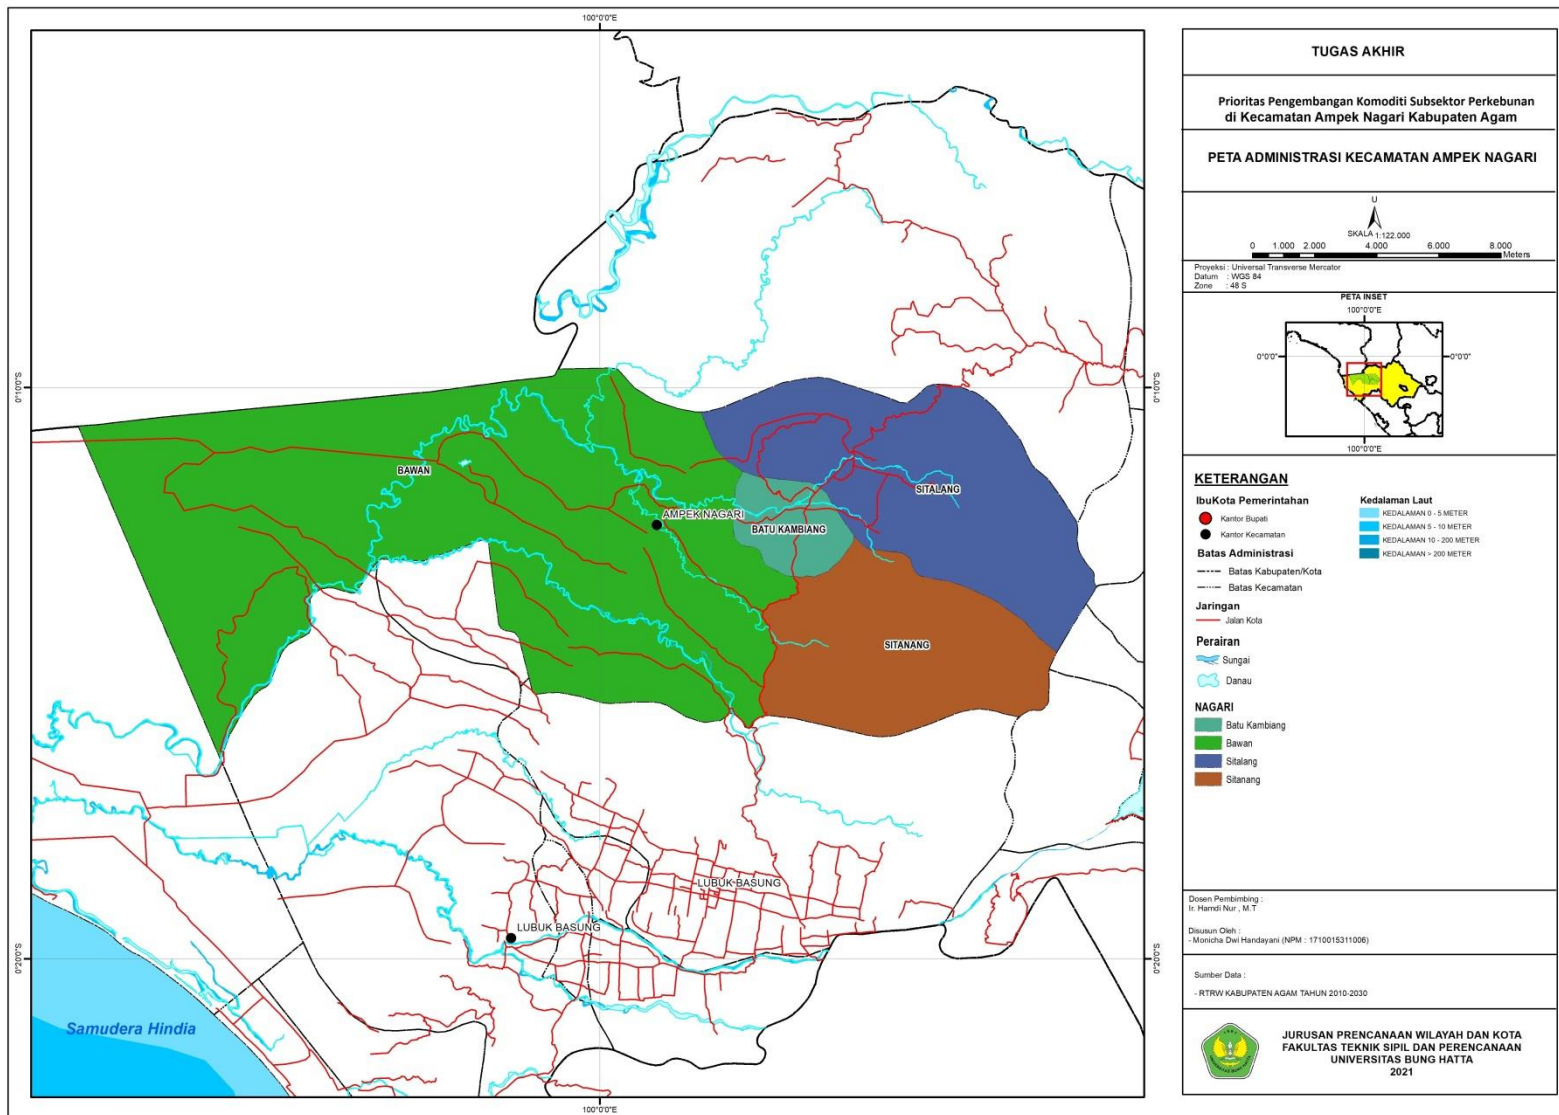 100°0'0"E
0°10'0"S
0°10'0"S
BAWAN
AMPEK NAGARI
BATU KAMBIANG
SITALANG
SITANANG
LUBUK BASUNG
LUBUK BASUNG
0°20'0"S
0°20'0"S
Samudera Hindia
100°0'0"E
TUGAS AKHIR
Prioritas Pengembangan Komoditi Subsektor Perkebunan
di Kecamatan Ampek Nagari Kabupaten Agam
PETA ADMINISTRASI KECAMATAN AMPEK NAGARI
U
SKALA 1:122.000
0 1.000 2.000 4.000 6.000 8.000
Meters
Proyeksi : Universal Transverse Mercator
Datum : WGS 84
Zone : 48 S
PETA INSET
100°0'0"E
0°0'0"
0°0'0"
100°0'0"E
KETERANGAN
IbuKota Pemerintahan
Kantor Bupati
Kantor Kecamatan
Batas Administrasi
Batas Kabupaten/Kota
Batas Kecamatan
Jaringan
Jalan Kota
Perairan
Sungai
Danau
NAGARI
Batu Kambiang
Bawan
Sitalang
Sitanang
Kedalaman Laut
KEDALAMAN 0 - 5 METER
KEDALAMAN 5 - 10 METER
KEDALAMAN 10 - 200 METER
KEDALAMAN > 200 METER
Dosen Pembimbing :
Ir. Hamdi Nur , M.T
Disusun Oleh :
- Monicha Dwi Handayani (NPM : 1710015311006)
Sumber Data :
- RTRW KABUPATEN AGAM TAHUN 2010-2030
JURUSAN PRENCANAAN WILAYAH DAN KOTA
FAKULTAS TEKNIK SIPIL DAN PERENCANAAN
UNIVERSITAS BUNG HATTA
2021